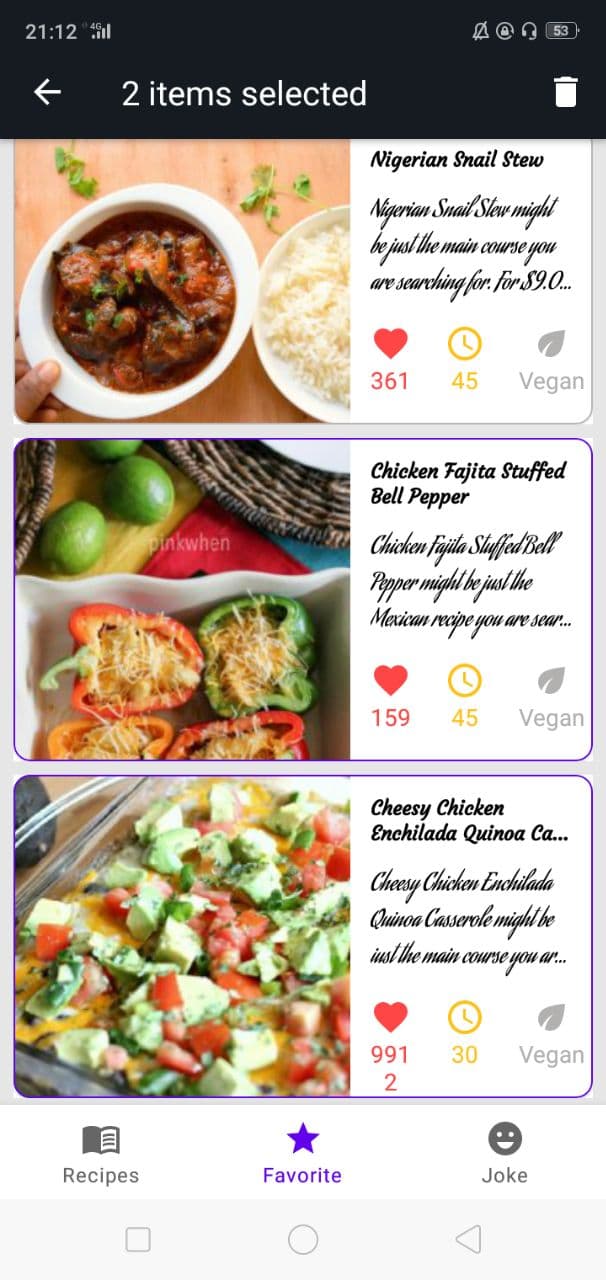 21:12 4G 53
2 items selected
Nigerian Snail Stew
Nigerian Snail Stew might
be just the main course you
are searching for. For $9.0...
361 45 Vegan
pinkwhen
Chicken Fajita Stuffed
Bell Pepper
Chicken Fajita Stuffed Bell
Pepper might be just the
Mexican recipe you are sear...
159 45 Vegan
Cheesy Chicken
Enchilada Quinoa Ca...
Cheesy Chicken Enchilada
Quinoa Casserole might be
just the main course you ar...
991 30 Vegan
2
Recipes Favorite Joke